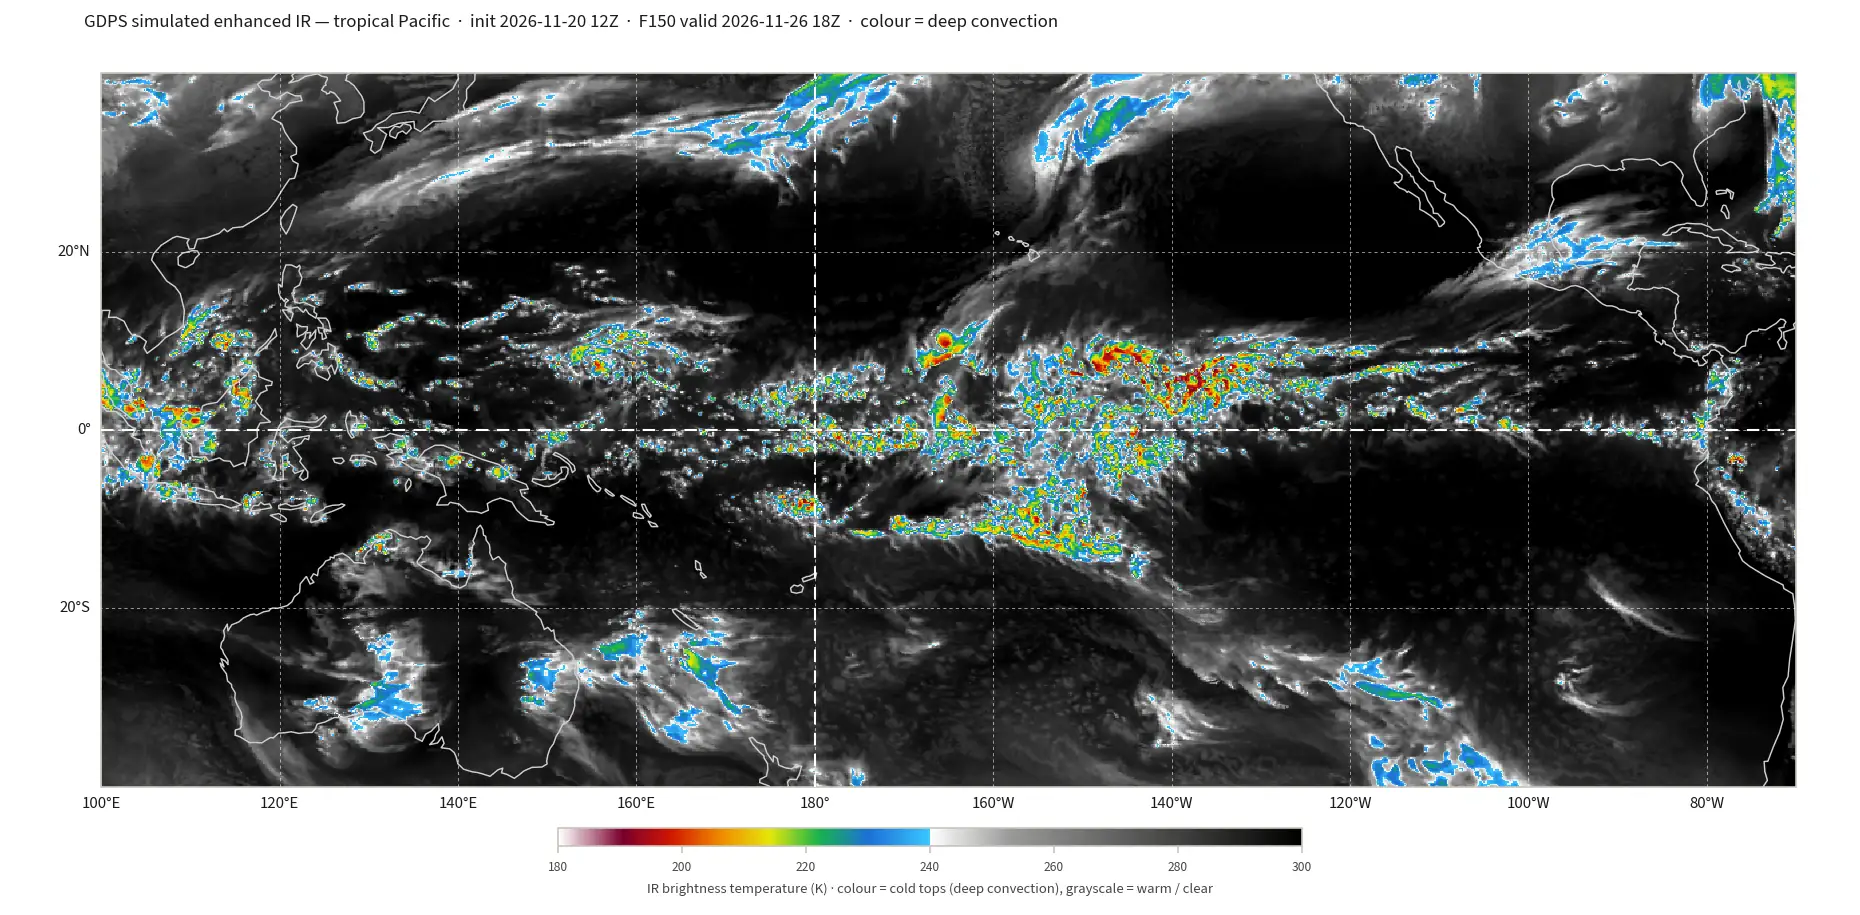 GDPS simulated enhanced IR — tropical Pacific · init 2026-11-20 12Z · F150 valid 2026-11-26 18Z · colour = deep convection
20°N
0°
20°S
100°E 120°E 140°E 160°E 180° 160°W 140°W 120°W 100°W 80°W
180 200 220 240 260 280 300
IR brightness temperature (K) · colour = cold tops (deep convection), grayscale = warm / clear